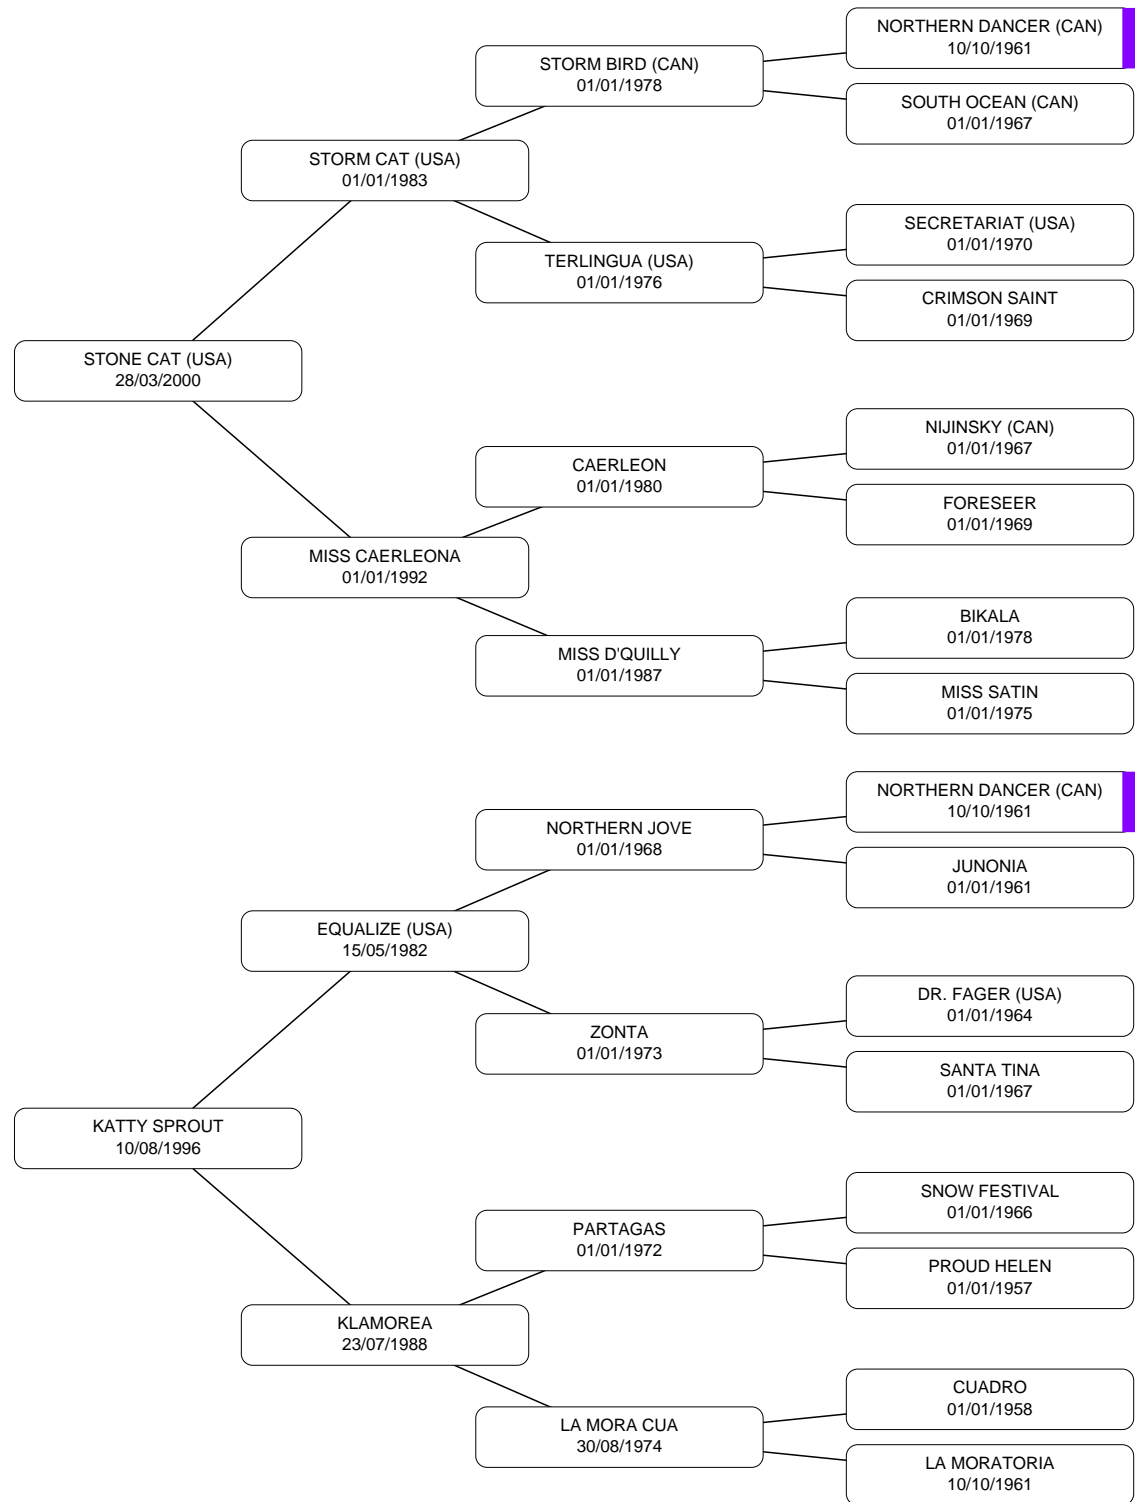 NORTHERN DANCER (CAN)
10/10/1961
STORM BIRD (CAN)
01/01/1978
SOUTH OCEAN (CAN)
01/01/1967
STORM CAT (USA)
01/01/1983
SECRETARIAT (USA)
01/01/1970
TERLINGUA (USA)
01/01/1976
CRIMSON SAINT
01/01/1969
STONE CAT (USA)
28/03/2000
NIJINSKY (CAN)
01/01/1967
CAERLEON
01/01/1980
FORESEER
01/01/1969
MISS CAERLEONA
01/01/1992
BIKALA
01/01/1978
MISS D'QUILLY
01/01/1987
MISS SATIN
01/01/1975
NORTHERN DANCER (CAN)
10/10/1961
NORTHERN JOVE
01/01/1968
JUNONIA
01/01/1961
EQUALIZE (USA)
15/05/1982
DR. FAGER (USA)
01/01/1964
ZONTA
01/01/1973
SANTA TINA
01/01/1967
KATTY SPROUT
10/08/1996
SNOW FESTIVAL
01/01/1966
PARTAGAS
01/01/1972
PROUD HELEN
01/01/1957
KLAMOREA
23/07/1988
CUADRO
01/01/1958
LA MORA CUA
30/08/1974
LA MORATORIA
10/10/1961